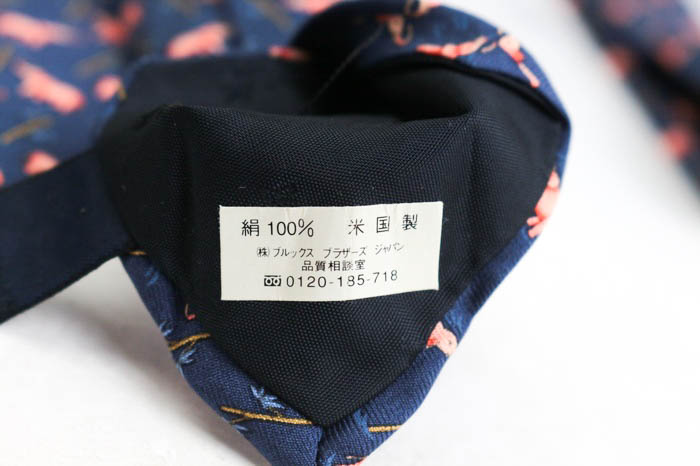 絹 100% 米国製
㈱ブルックス ブラザーズ ジャパン
品質相談室
0120-185-718